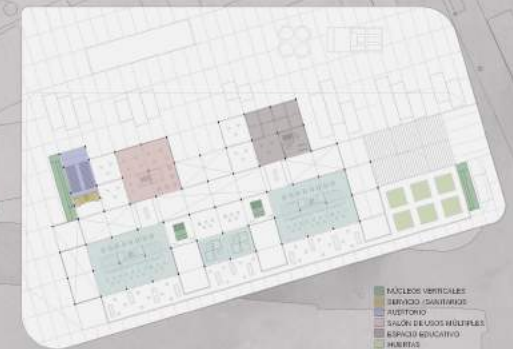 NÚCLEOS VERTICALES
SERVICIO / SANITARIOS
AUDITORIO
SALÓN DE USOS MÚLTIPLES
ESPACIO EDUCATIVO
HUERTAS